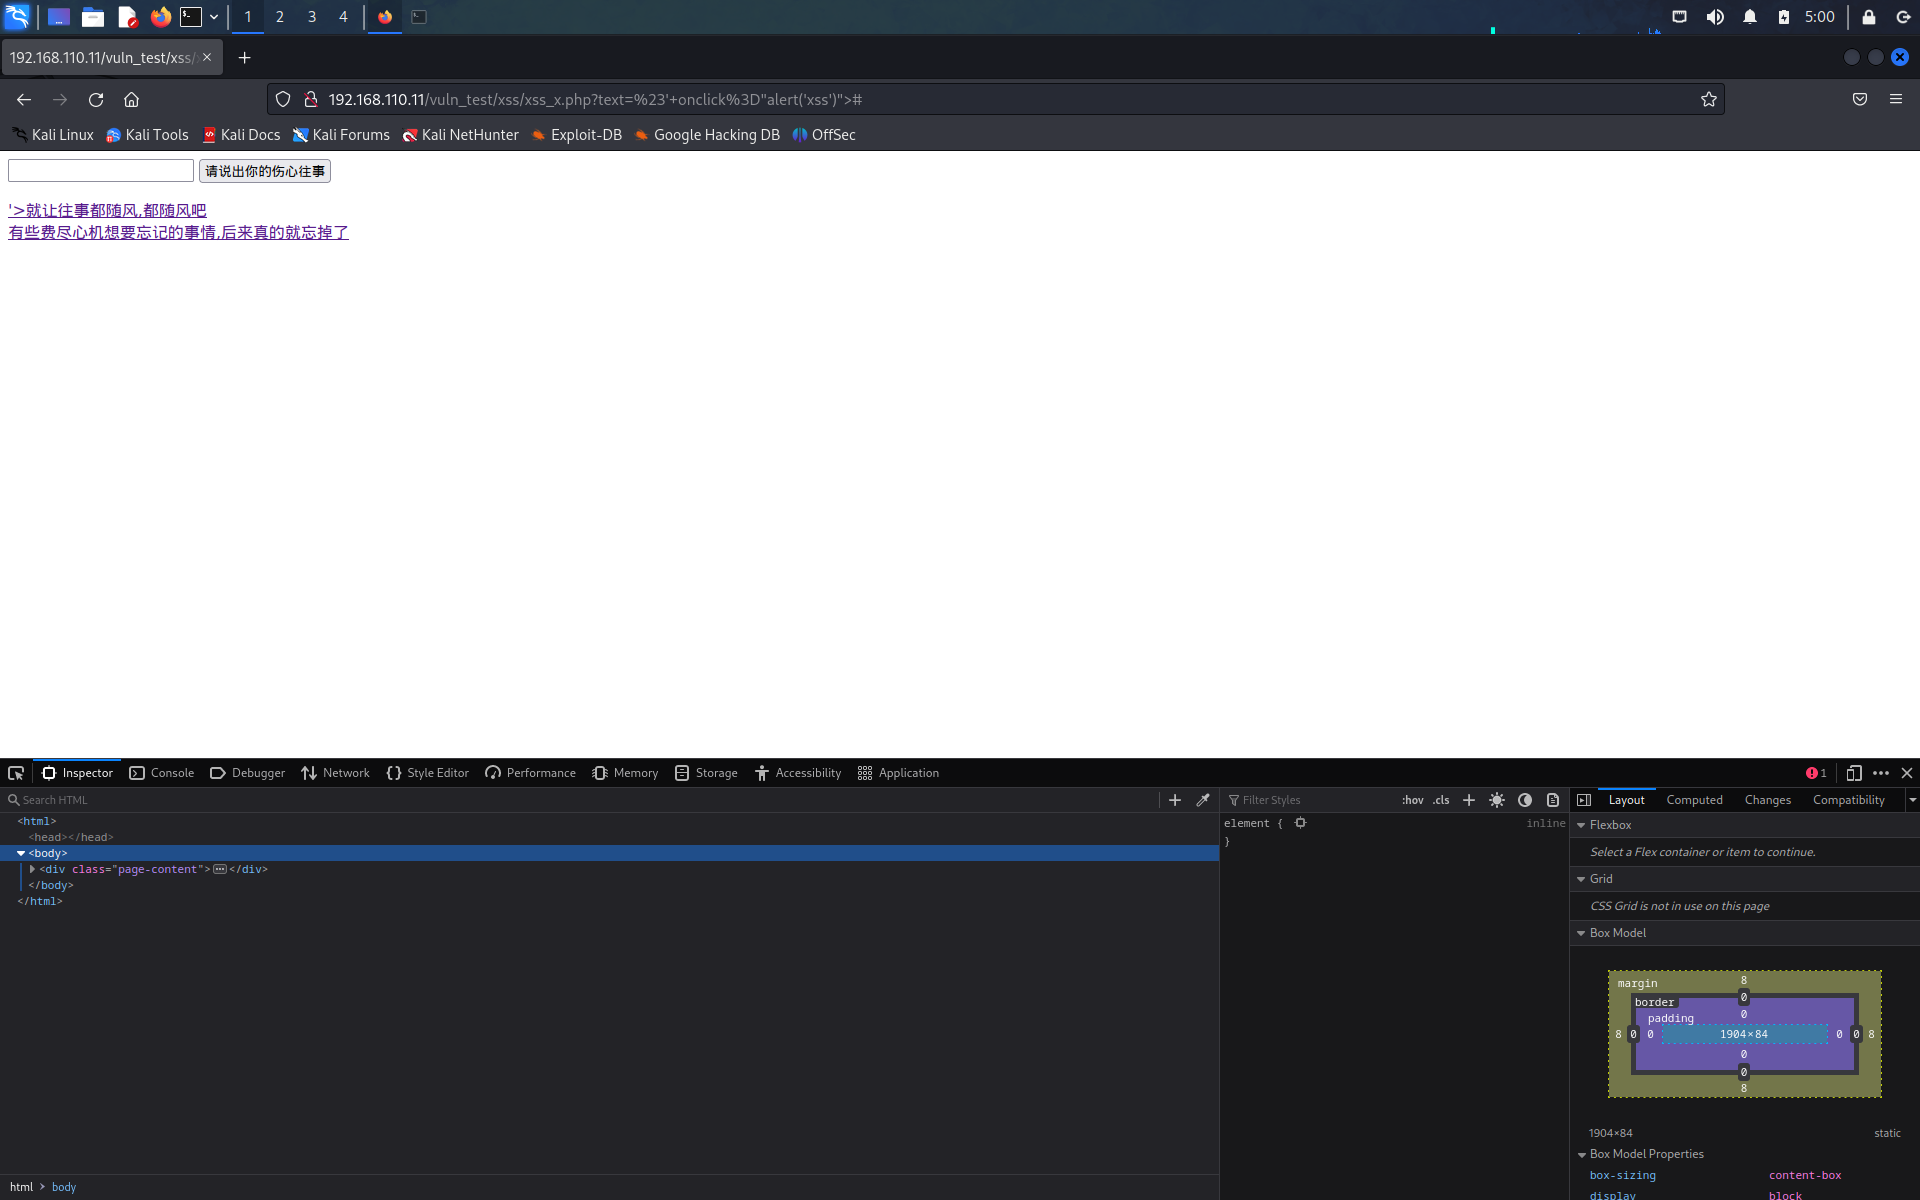 1 2 3 4 5:00
192.168.110.11/vuln_test/xss/
192.168.110.11/vuln_test/xss/xss_x.php?text=%23'+onclick%3D"alert('xss')">#
Kali Linux Kali Tools Kali Docs Kali Forums Kali NetHunter Exploit-DB Google Hacking DB OffSec
请说出你的伤心往事
'>就让往事都随风,都随风吧
有些费尽心机想要忘记的事情,后来真的就忘掉了
Inspector Console Debugger Network Style Editor Performance Memory Storage Accessibility Application 1
Search HTML
<html>
<head></head>
<body>
<div class="page-content"></div>
</body>
</html>
html > body
Filter Styles :hov .cls
element { inline
}
Layout Computed Changes Compatibility
Flexbox
Select a Flex container or item to continue.
Grid
CSS Grid is not in use on this page
Box Model
margin 8
border 0
padding 0
8 0 0 1904×84 0 0 8
0
0
8
1904×84 static
Box Model Properties
box-sizing content-box
display block